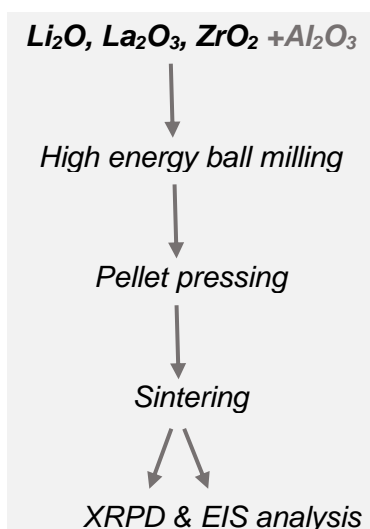 Li₂O, La₂O₃, ZrO₂ +Al₂O₃
High energy ball milling
Pellet pressing
Sintering
XRPD & EIS analysis